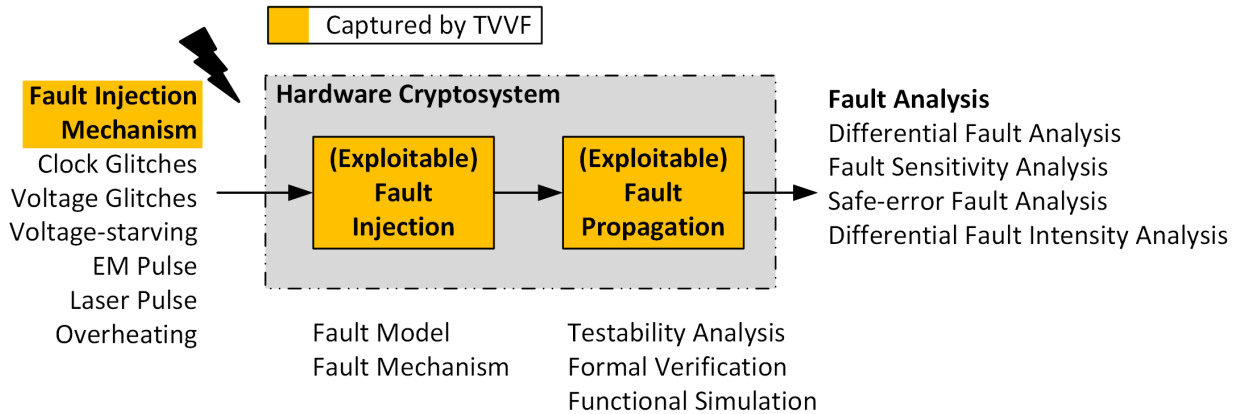 Captured by TVVF
Fault Injection
Mechanism
Clock Glitches
Voltage Glitches
Voltage-starving
EM Pulse
Laser Pulse
Overheating
Hardware Cryptosystem
(Exploitable)
Fault
Injection
(Exploitable)
Fault
Propagation
Fault Model
Fault Mechanism
Testability Analysis
Formal Verification
Functional Simulation
Fault Analysis
Differential Fault Analysis
Fault Sensitivity Analysis
Safe-error Fault Analysis
Differential Fault Intensity Analysis